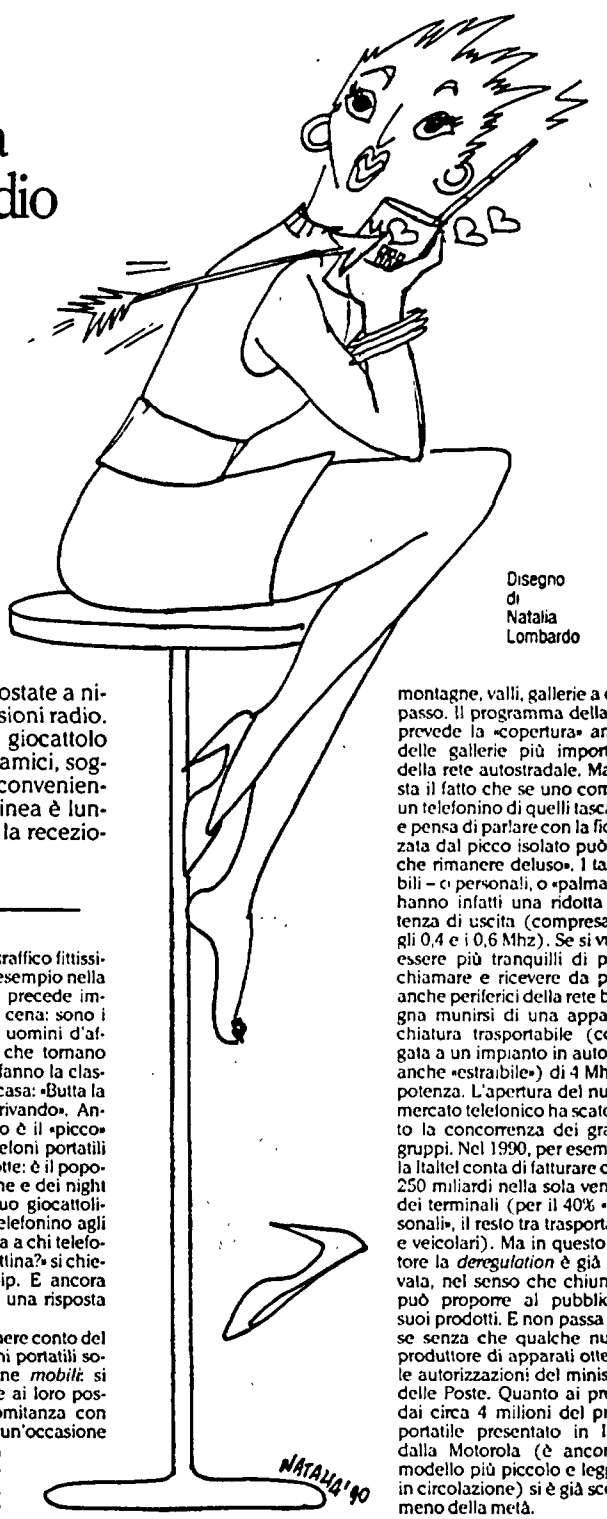 a
dio
Disegno
di
Natalia
Lombardo
ostate a ni-
sioni radio.
giocattolo
amici, sog-
convenien-
inea è lun-
la recezio-
raffico fittissi-
esempio nella
precede im-
cena: sono i
uomini d'af-
che tornano
fanno la clas-
casa: «Butta la
rivando». An-
o è il «picco»
eloni portatili
otte: è il popo-
ne e dei night
uo giocattoli-
elefonino agli
a a chi telefo-
ttina?» si chie-
ip. E ancora
una risposta
nere conto del
ni portatili so-
ne mobili: si
e ai loro pos-
omitanza con
un'occasione
montagne, valli, gallerie a
passo. Il programma della
prevede la «copertura» an
delle gallerie più import
della rete autostradale. Ma
sta il fatto che se uno com
un telefonino di quelli tasca
e pensa di parlare con la fid
zata dal picco isolato può
che rimanere deluso». I ta
bili – o personali, o «palma
hanno infatti una ridotta
tenza di uscita (compresa
gli 0,4 e i 0,6 Mhz). Se si v
essere più tranquilli di p
chiamare e ricevere da p
anche periferici della rete b
gna munirsi di una appa
chiatura trasportabile (co
gata a un impianto in auto
anche «estraibile») di 4 Mh
potenza. L'apertura del nu
mercato telefonico ha scate
to la concorrenza dei gra
gruppi. Nel 1990, per esem
la Italtel conta di fatturare c
250 miliardi nella sola ven
dei terminali (per il 40% «
sonali», il resto tra trasporta
e veicolari). Ma in questo
tore la deregulation è già
vata, nel senso che chiun
può proporre al pubblic
suoi prodotti. E non passa
se senza che qualche nu
produttore di apparati otte
le autorizzazioni del minis
delle Poste. Quanto ai pre
dai circa 4 milioni del pr
portatile presentato in I
dalla Motorola (è ancor
modello più piccolo e legg
in circolazione) si è già sce
meno della metà.
NATALIA '90